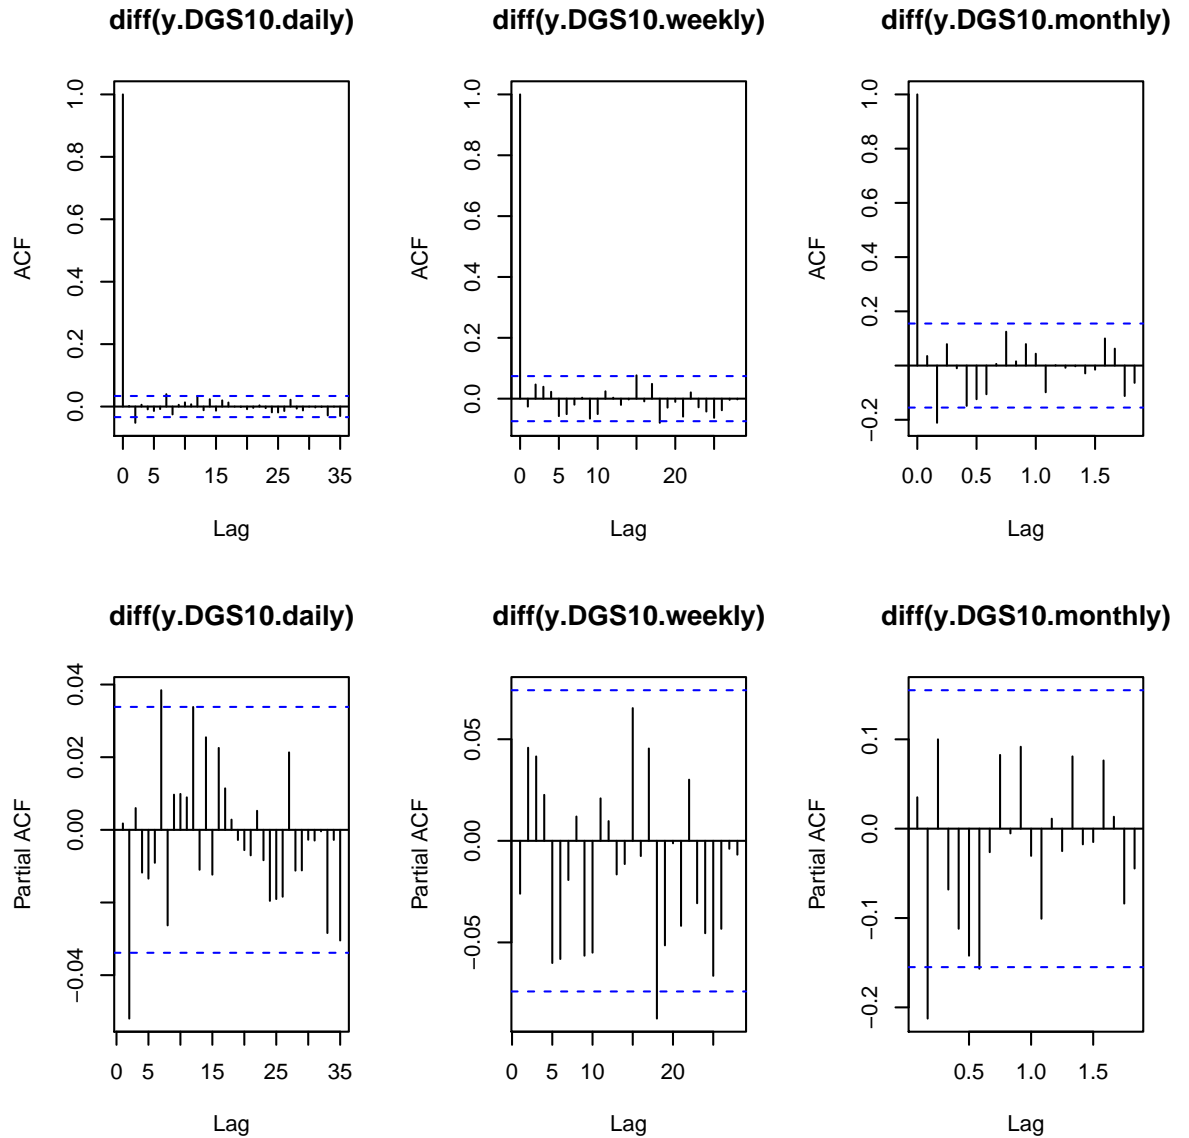 diff(y.DGS10.daily)
ACF
1.0
0.8
0.6
0.4
0.2
0.0
0 5 15 25 35
Lag
diff(y.DGS10.weekly)
ACF
1.0
0.8
0.6
0.4
0.2
0.0
0 5 10 20
Lag
diff(y.DGS10.monthly)
ACF
1.0
0.8
0.6
0.4
0.2
−0.2
0.0 0.5 1.0 1.5
Lag
diff(y.DGS10.daily)
Partial ACF
0.04
0.02
0.00
−0.04
0 5 15 25 35
Lag
diff(y.DGS10.weekly)
Partial ACF
0.05
0.00
−0.05
0 5 10 20
Lag
diff(y.DGS10.monthly)
Partial ACF
0.1
0.0
−0.1
−0.2
0.5 1.0 1.5
Lag